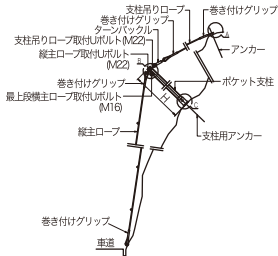 支柱吊りロープ
巻き付けグリップ
巻き付けグリップ
ターンバックル
支柱吊りロープ取付Uボルト(M22)
縦主ロープ取付Uボルト
(M22)
アンカー
B
巻き付けグリップ
ポケット支柱
最上段横主ロープ取付Uボルト
(M16)
H
C
縦主ロープ
支柱用アンカー
巻き付けグリップ
車道